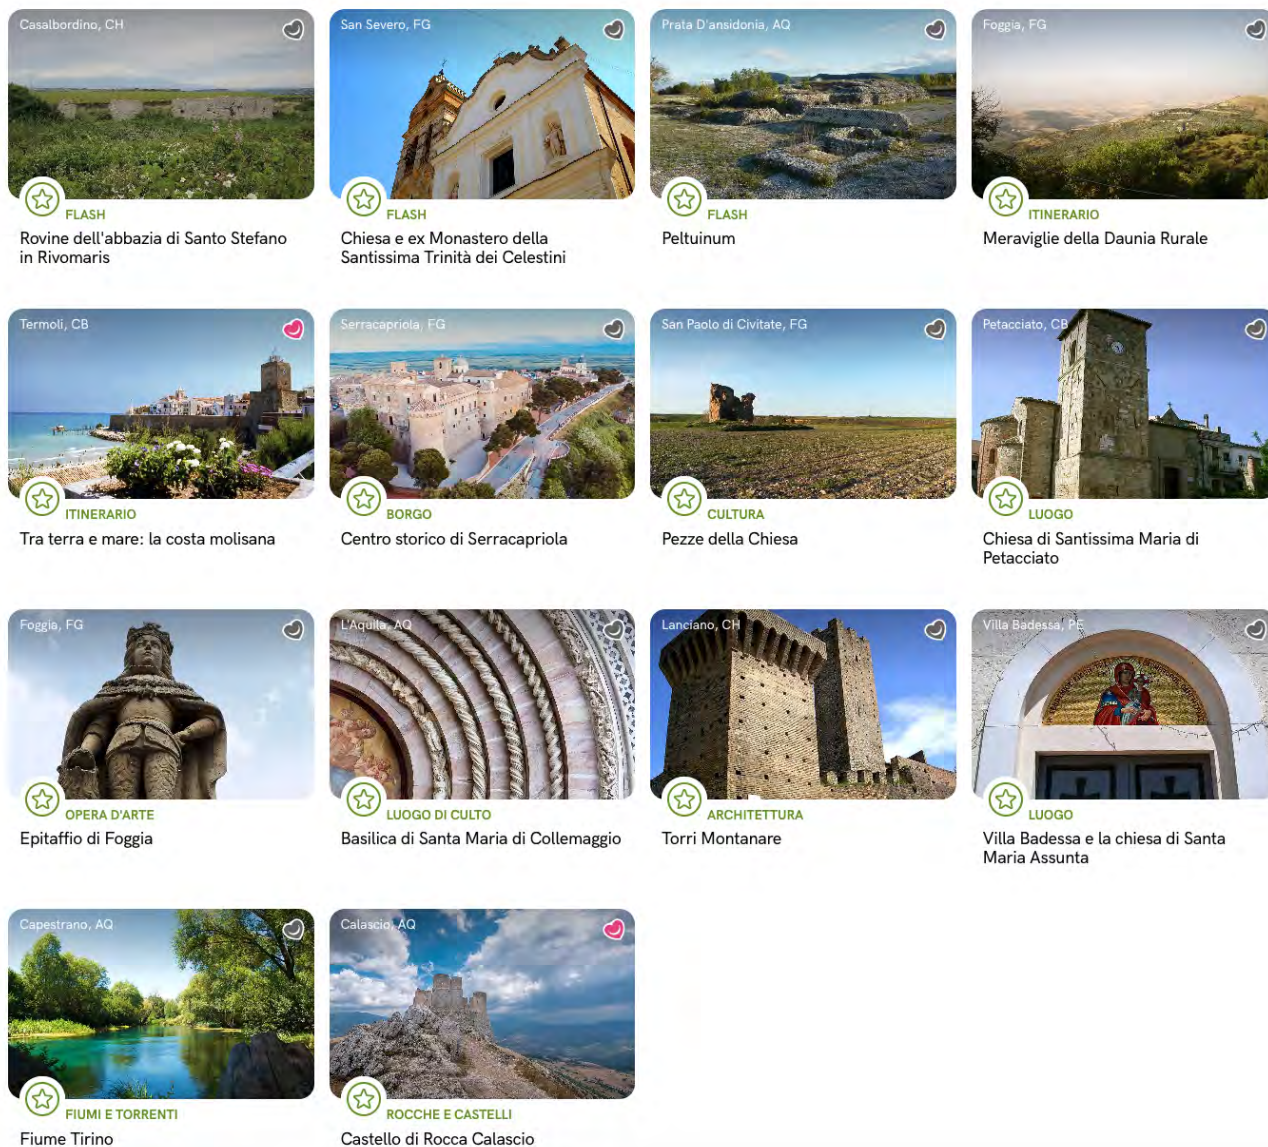 Casalbordino, CH
San Severo, FG
Prata D'ansidonia, AQ
Foggia, FG
FLASH
FLASH
FLASH
ITINERARIO
Rovine dell'abbazia di Santo Stefano
in Rivomaris
Chiesa e ex Monastero della
Santissima Trinità dei Celestini
Peltuinum
Meraviglie della Daunia Rurale
Termoli, CB
Serracapriola, FG
San Paolo di Civitate, FG
Petacciato, CB
ITINERARIO
BORGO
CULTURA
LUOGO
Tra terra e mare: la costa molisana
Centro storico di Serracapriola
Pezze della Chiesa
Chiesa di Santissima Maria di
Petacciato
Foggia, FG
L'Aquila, AQ
Lanciano, CH
Villa Badessa, PE
OPERA D'ARTE
LUOGO DI CULTO
ARCHITETTURA
LUOGO
Epitaffio di Foggia
Basilica di Santa Maria di Collemaggio
Torri Montanare
Villa Badessa e la chiesa di Santa
Maria Assunta
Capestrano, AQ
Calascio, AQ
FIUMI E TORRENTI
ROCCHE E CASTELLI
Fiume Tirino
Castello di Rocca Calascio